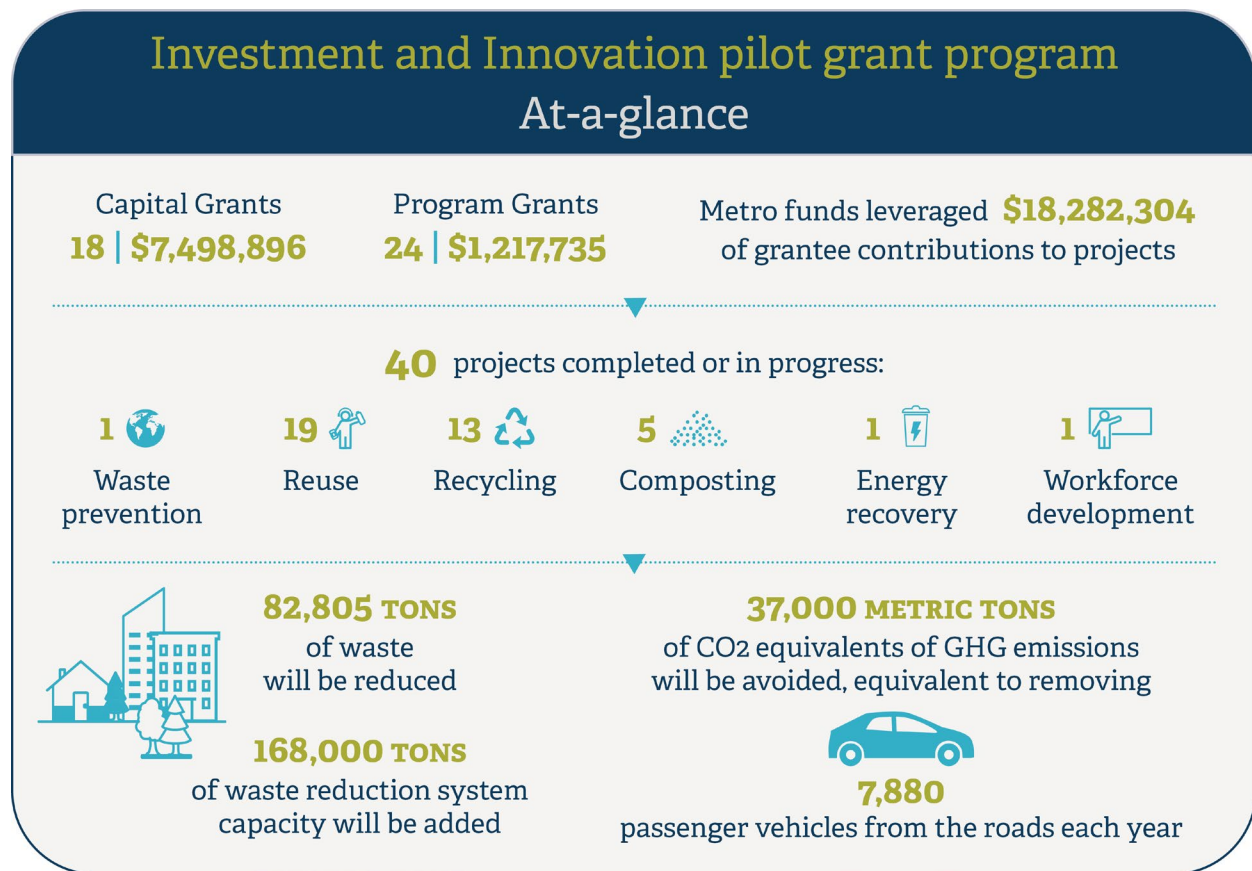 Investment and Innovation pilot grant program
At-a-glance
Capital Grants
18 | $7,498,896
Program Grants
24 | $1,217,735
Metro funds leveraged $18,282,304
of grantee contributions to projects
40 projects completed or in progress:
1
Waste
prevention
19
Reuse
13
Recycling
5
Composting
1
Energy
recovery
1
Workforce
development
82,805 TONS
of waste
will be reduced
168,000 TONS
of waste reduction system
capacity will be added
37,000 METRIC TONS
of CO2 equivalents of GHG emissions
will be avoided, equivalent to removing
7,880
passenger vehicles from the roads each year